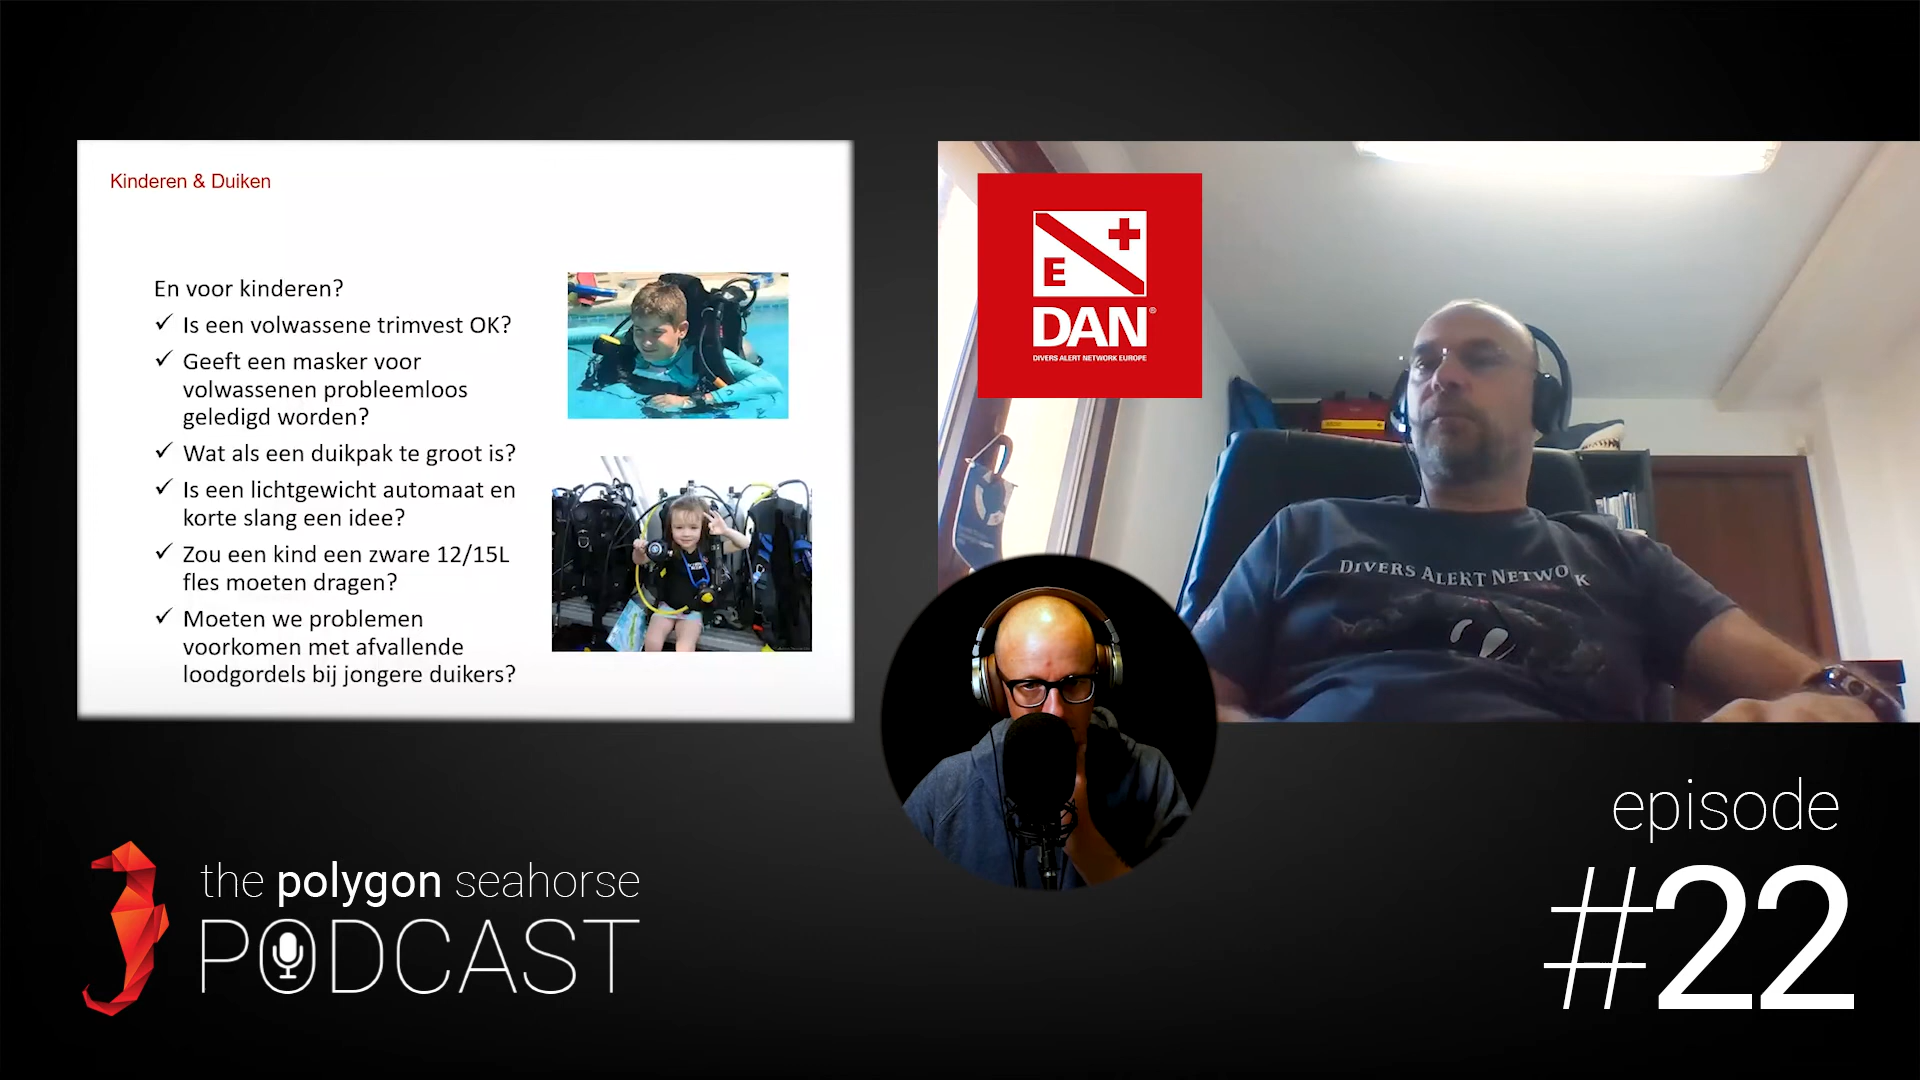 Kinderen & Duiken
En voor kinderen?
✓ Is een volwassene trimvest OK?
✓ Geeft een masker voor
volwassenen probleemloos
geledigd worden?
✓ Wat als een duikpak te groot is?
✓ Is een lichtgewicht automaat en
korte slang een idee?
✓ Zou een kind een zware 12/15L
fles moeten dragen?
✓ Moeten we problemen
voorkomen met afvallende
loodgordels bij jongere duikers?
E
DAN®
DIVERS ALERT NETWORK EUROPE
DIVERS ALERT NETWO K
the polygon seahorse
PODCAST
episode
#22